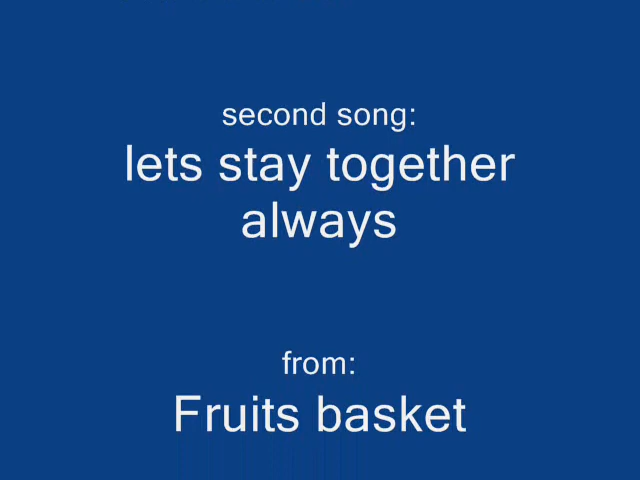 second song:
lets stay together
always
from:
Fruits basket